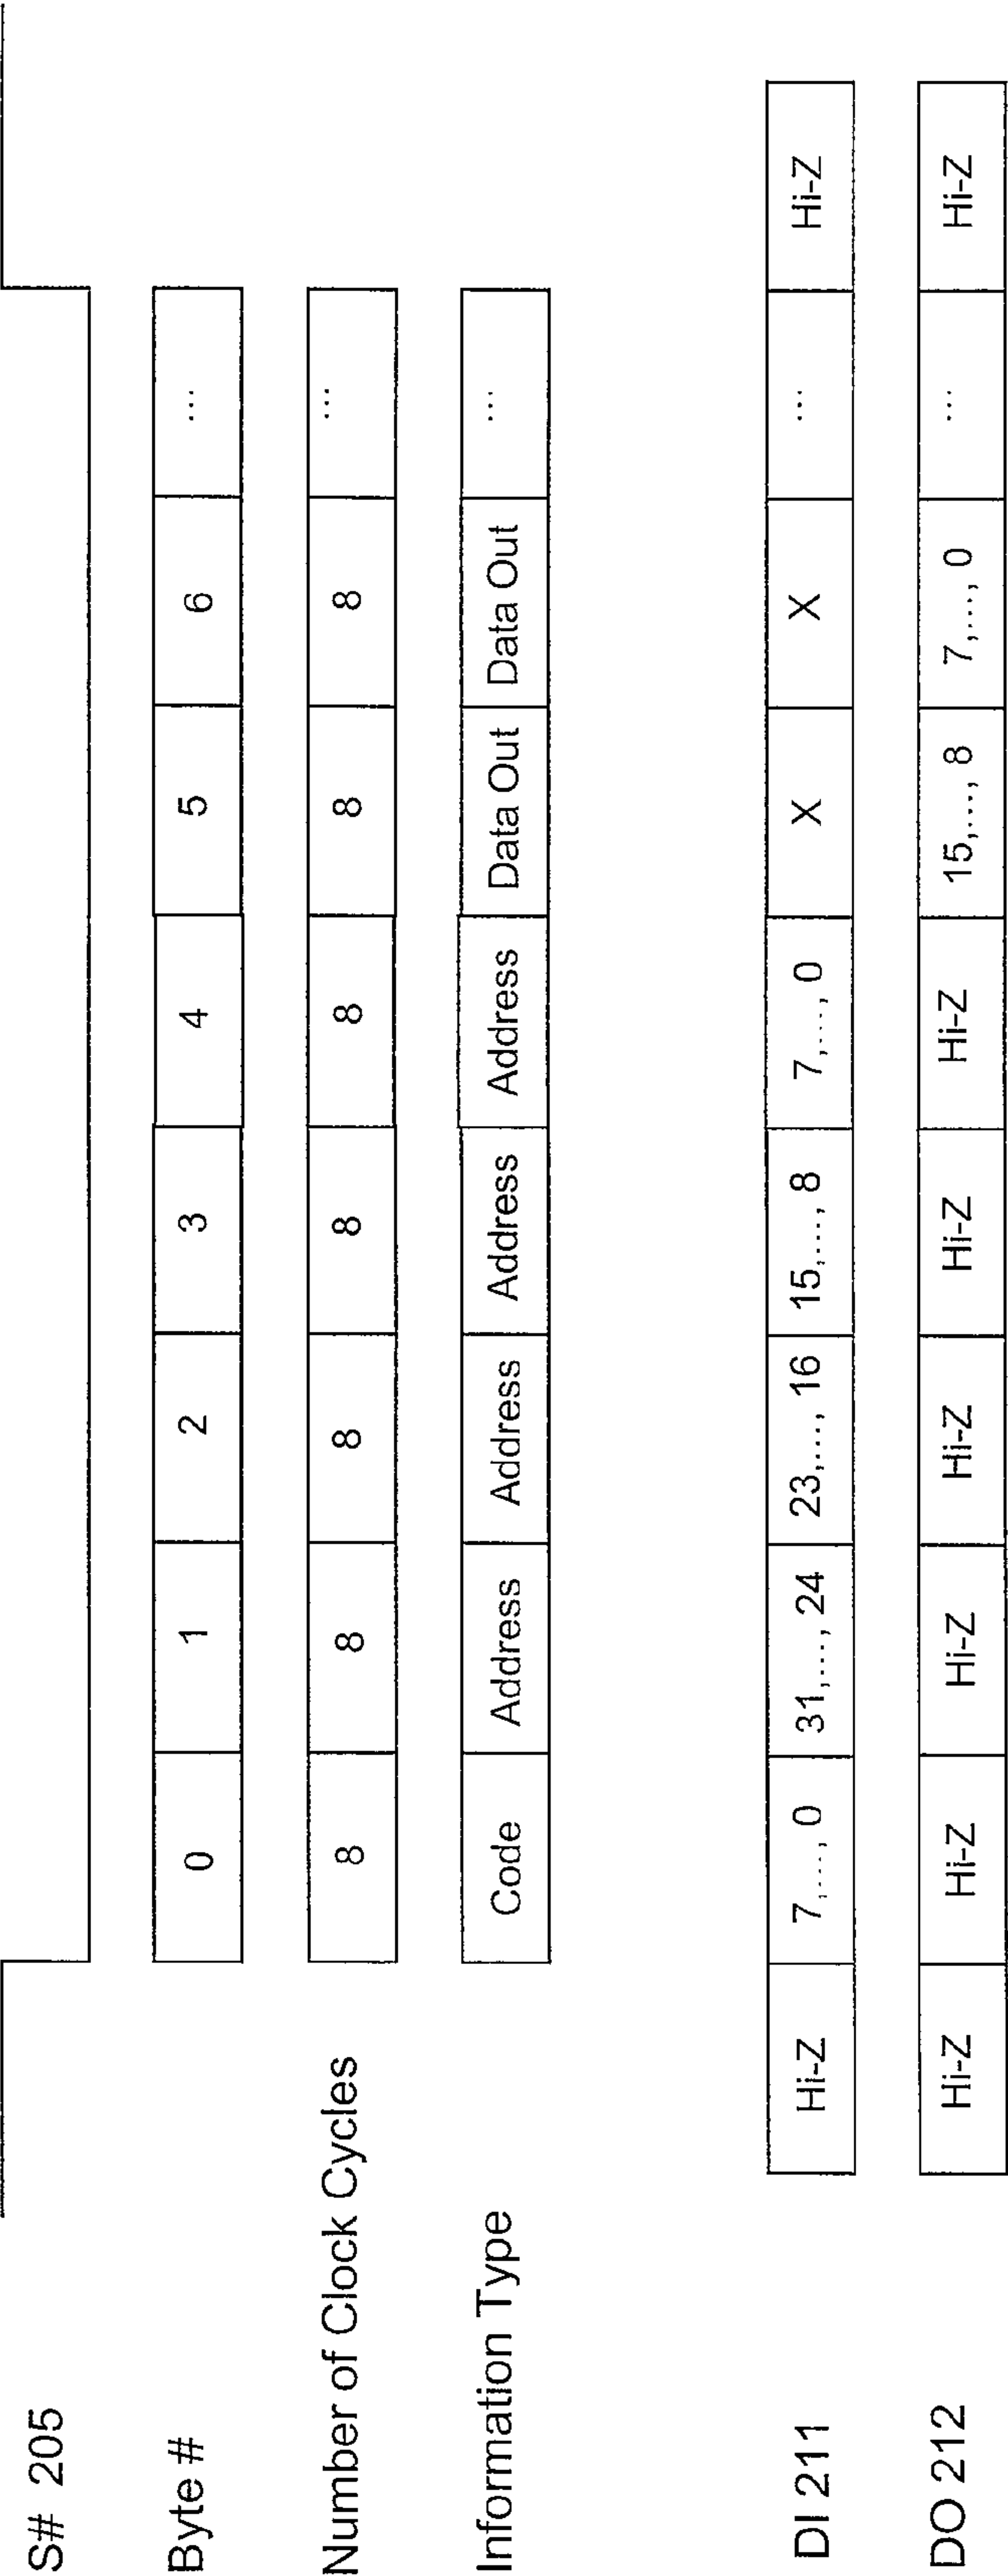 S# 205
Byte # 0 1 2 3 4 5 6 ...
Number of Clock Cycles 8 8 8 8 8 8 8 ...
Information Type Code Address Address Address Address Data Out Data Out ...
DI 211 Hi-Z 7,..., 0 31,..., 24 23,..., 16 15,..., 8 7,..., 0 X X ... Hi-Z
DO 212 Hi-Z Hi-Z Hi-Z Hi-Z Hi-Z Hi-Z 15,..., 8 7,..., 0 ... Hi-Z